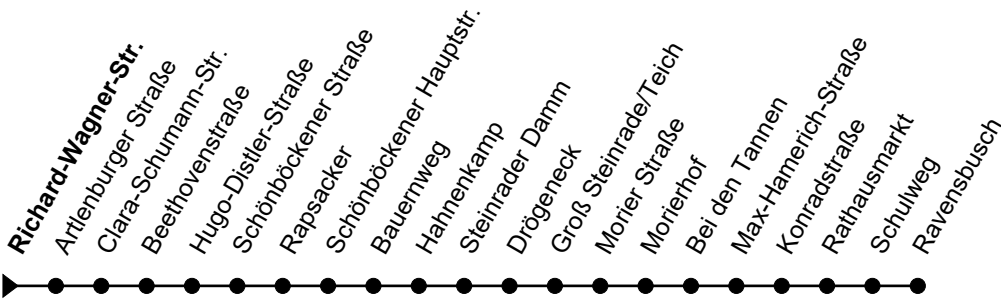 Richard-Wagner-Str.
Artlenburger Straße
Clara-Schumann-Str.
Beethovenstraße
Hugo-Distler-Straße
Schönböckener Straße
Rapsacker
Schönböckener Hauptstr.
Bauernweg
Hahnenkamp
Steinrader Damm
Drögeneck
Groß Steinrade/Teich
Morier Straße
Morierhof
Bei den Tannen
Max-Hamerich-Straße
Konradstraße
Rathausmarkt
Schulweg
Ravensbusch